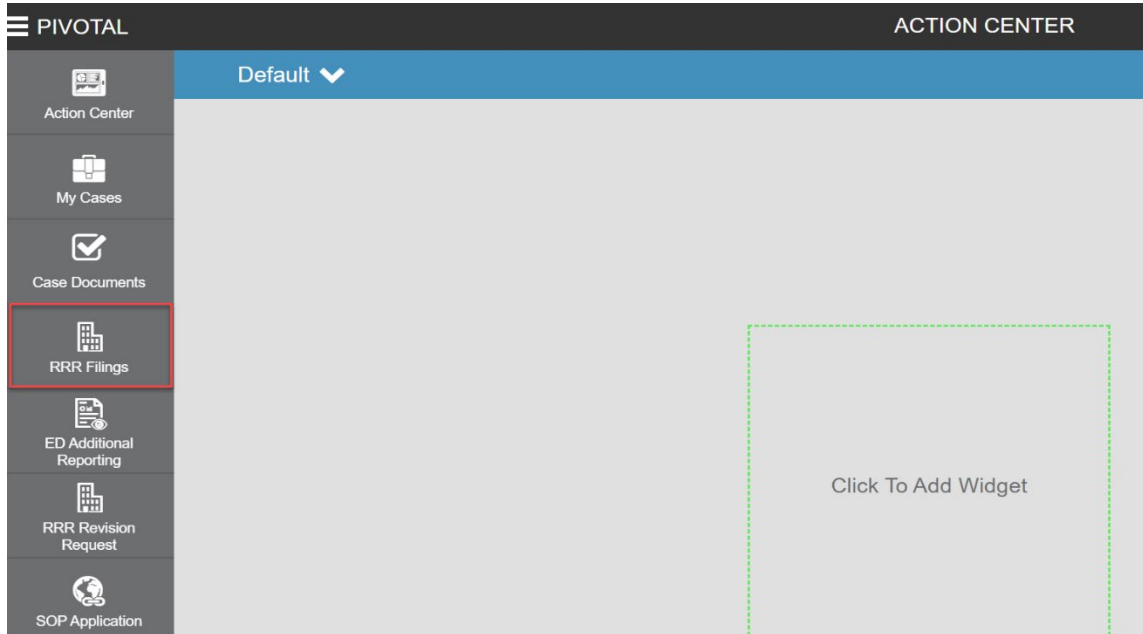 PIVOTAL
ACTION CENTER
Default
Action Center
My Cases
Case Documents
RRR Filings
ED Additional
Reporting
RRR Revision
Request
SOP Application
Click To Add Widget